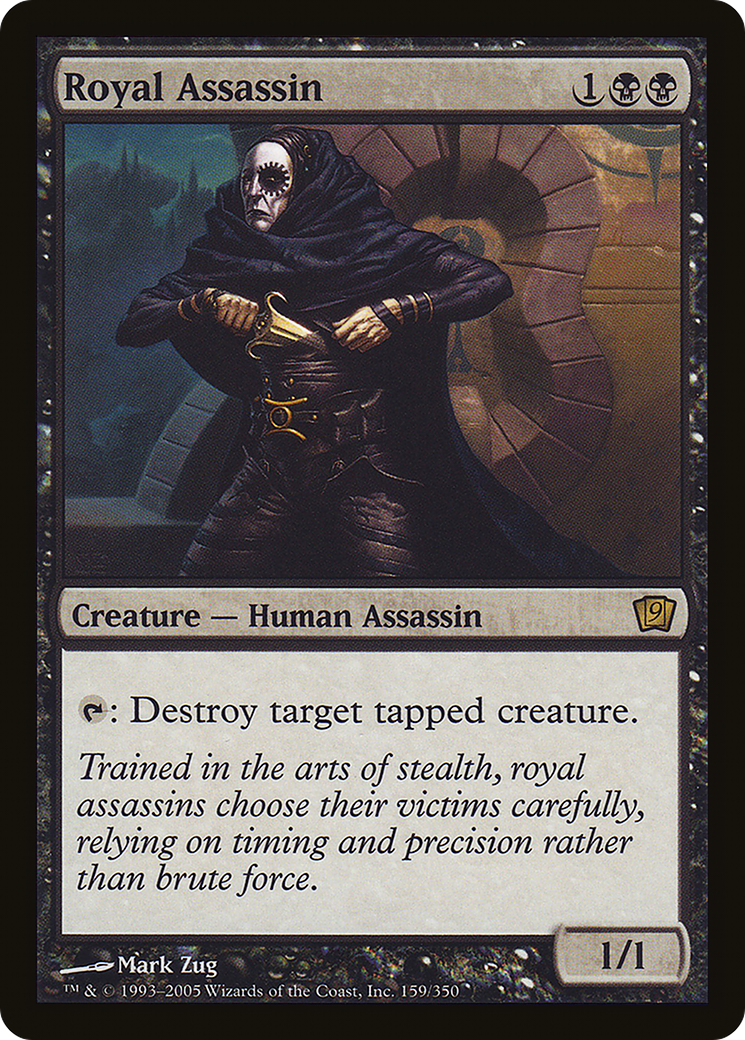 Royal Assassin 1
Creature — Human Assassin 9
: Destroy target tapped creature.
Trained in the arts of stealth, royal
assassins choose their victims carefully,
relying on timing and precision rather
than brute force.
1/1
Mark Zug
™ & © 1993–2005 Wizards of the Coast, Inc. 159/350